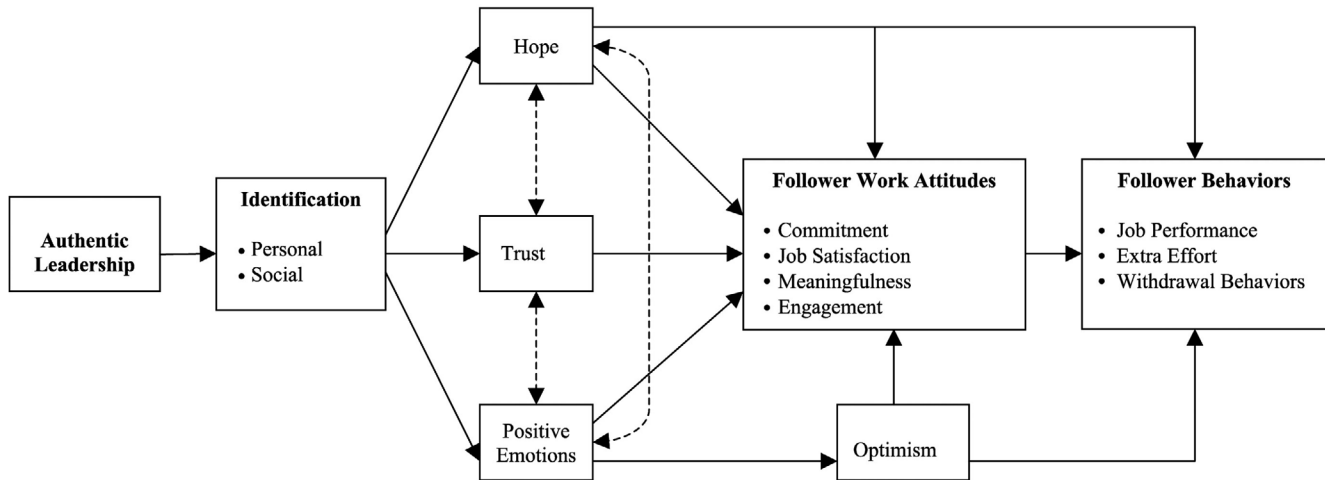 Authentic
Leadership
Identification
• Personal
• Social
Hope
Trust
Positive
Emotions
Follower Work Attitudes
• Commitment
• Job Satisfaction
• Meaningfulness
• Engagement
Optimism
Follower Behaviors
• Job Performance
• Extra Effort
• Withdrawal Behaviors